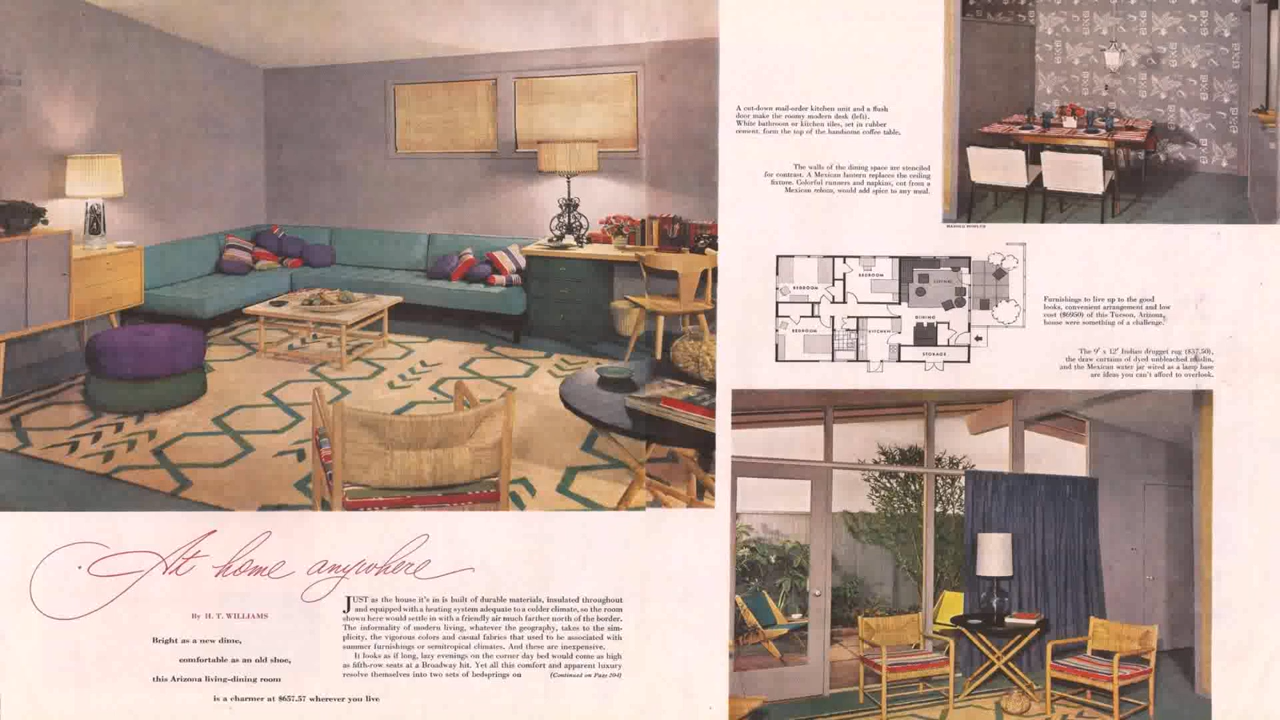 A cut-down mail-order kitchen unit and a flush
door make the roomy modern desk (left).
White bathroom or kitchen tiles, set in rubber
cement, form the top of the handsome coffee table.
The walls of the dining space are stenciled
for contrast. A Mexican lantern replaces the ceiling
fixture. Colorful runners and napkins, cut from a
Mexican rebozo, would add spice to any meal.
BEDROOM
BEDROOM
BEDROOM
KITCHEN
DINING
STORAGE
Furnishings to live up to the good
looks, convenient arrangement and low
cost ($6950) of this Tucson, Arizona,
house were something of a challenge.
The 9' x 12' Indian drugget rug ($37.50),
the draw curtains of dyed unbleached muslin,
and the Mexican water jar wired as a lamp base
are ideas you can't afford to overlook.
At home anywhere
By H. T. WILLIAMS
Bright as a new dime,
comfortable as an old shoe,
this Arizona living-dining room
is a charmer at $657.57 wherever you live
JUST as the house it's in is built of durable materials, insulated throughout
and equipped with a heating system adequate to a colder climate, so the room
shown here would settle in with a friendly air much farther north of the border.
The informality of modern living, whatever the geography, takes to the sim-
plicity, the vigorous colors and casual fabrics that used to be associated with
summer furnishings or semitropical climates. And these are inexpensive.
It looks as if long, lazy evenings on the corner day bed would come as high
as fifth-row seats at a Broadway hit. Yet all this comfort and apparent luxury
resolve themselves into two sets of bedsprings on (Continued on Page 204)